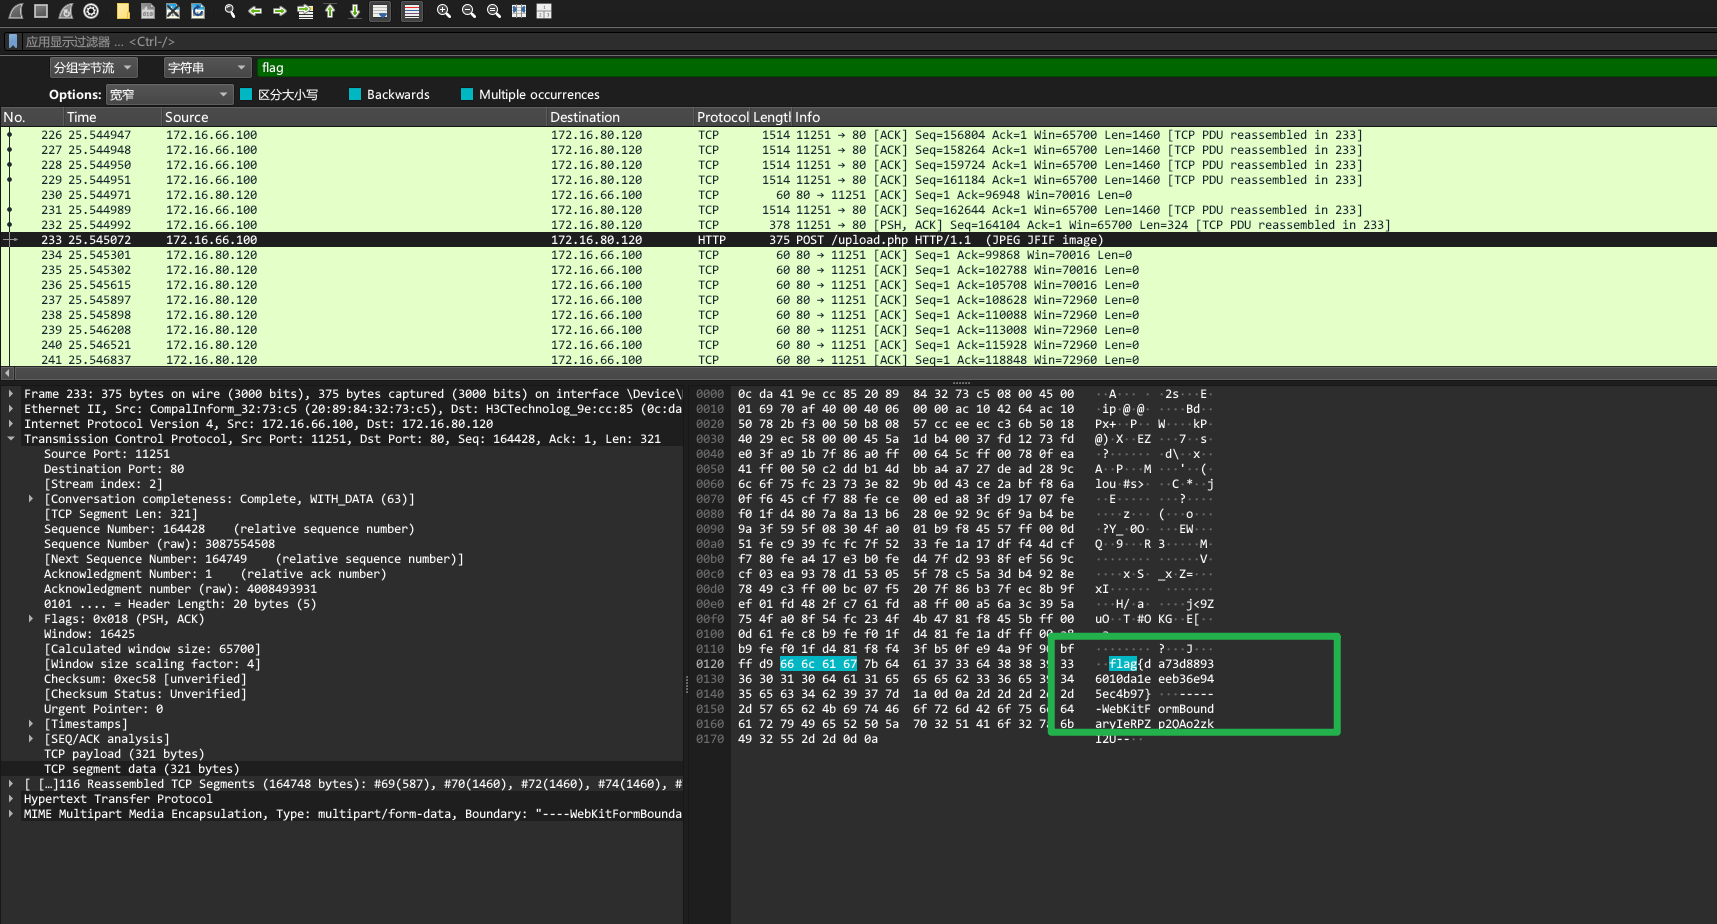 应用显示过滤器 … <Ctrl-/>
分组字节流 字符串 flag
Options: 宽窄 区分大小写 Backwards Multiple occurrences
No. Time Source Destination Protocol Lengtl Info
226 25.544947 172.16.66.100 172.16.80.120 TCP 1514 11251 → 80 [ACK] Seq=156804 Ack=1 Win=65700 Len=1460 [TCP PDU reassembled in 233]
227 25.544948 172.16.66.100 172.16.80.120 TCP 1514 11251 → 80 [ACK] Seq=158264 Ack=1 Win=65700 Len=1460 [TCP PDU reassembled in 233]
228 25.544950 172.16.66.100 172.16.80.120 TCP 1514 11251 → 80 [ACK] Seq=159724 Ack=1 Win=65700 Len=1460 [TCP PDU reassembled in 233]
229 25.544951 172.16.66.100 172.16.80.120 TCP 1514 11251 → 80 [ACK] Seq=161184 Ack=1 Win=65700 Len=1460 [TCP PDU reassembled in 233]
230 25.544971 172.16.80.120 172.16.66.100 TCP 60 80 → 11251 [ACK] Seq=1 Ack=96948 Win=70016 Len=0
231 25.544989 172.16.66.100 172.16.80.120 TCP 1514 11251 → 80 [ACK] Seq=162644 Ack=1 Win=65700 Len=1460 [TCP PDU reassembled in 233]
232 25.544992 172.16.66.100 172.16.80.120 TCP 378 11251 → 80 [PSH, ACK] Seq=164104 Ack=1 Win=65700 Len=324 [TCP PDU reassembled in 233]
233 25.545072 172.16.66.100 172.16.80.120 HTTP 375 POST /upload.php HTTP/1.1 (JPEG JFIF image)
234 25.545301 172.16.80.120 172.16.66.100 TCP 60 80 → 11251 [ACK] Seq=1 Ack=99868 Win=70016 Len=0
235 25.545302 172.16.80.120 172.16.66.100 TCP 60 80 → 11251 [ACK] Seq=1 Ack=102788 Win=70016 Len=0
236 25.545615 172.16.80.120 172.16.66.100 TCP 60 80 → 11251 [ACK] Seq=1 Ack=105708 Win=70016 Len=0
237 25.545897 172.16.80.120 172.16.66.100 TCP 60 80 → 11251 [ACK] Seq=1 Ack=108628 Win=72960 Len=0
238 25.545898 172.16.80.120 172.16.66.100 TCP 60 80 → 11251 [ACK] Seq=1 Ack=110088 Win=72960 Len=0
239 25.546208 172.16.80.120 172.16.66.100 TCP 60 80 → 11251 [ACK] Seq=1 Ack=113008 Win=72960 Len=0
240 25.546521 172.16.80.120 172.16.66.100 TCP 60 80 → 11251 [ACK] Seq=1 Ack=115928 Win=72960 Len=0
241 25.546837 172.16.80.120 172.16.66.100 TCP 60 80 → 11251 [ACK] Seq=1 Ack=118848 Win=72960 Len=0
Frame 233: 375 bytes on wire (3000 bits), 375 bytes captured (3000 bits) on interface \Device\
Ethernet II, Src: CompalInform_32:73:c5 (20:89:84:32:73:c5), Dst: H3CTechnolog_9e:cc:85 (0c:da
Internet Protocol Version 4, Src: 172.16.66.100, Dst: 172.16.80.120
Transmission Control Protocol, Src Port: 11251, Dst Port: 80, Seq: 164428, Ack: 1, Len: 321
Source Port: 11251
Destination Port: 80
[Stream index: 2]
[Conversation completeness: Complete, WITH_DATA (63)]
[TCP Segment Len: 321]
Sequence Number: 164428 (relative sequence number)
Sequence Number (raw): 3087554508
[Next Sequence Number: 164749 (relative sequence number)]
Acknowledgment Number: 1 (relative ack number)
Acknowledgment number (raw): 4008493931
0101 .... = Header Length: 20 bytes (5)
Flags: 0x018 (PSH, ACK)
Window: 16425
[Calculated window size: 65700]
[Window size scaling factor: 4]
Checksum: 0xec58 [unverified]
[Checksum Status: Unverified]
Urgent Pointer: 0
[Timestamps]
[SEQ/ACK analysis]
TCP payload (321 bytes)
TCP segment data (321 bytes)
[ […]116 Reassembled TCP Segments (164748 bytes): #69(587), #70(1460), #72(1460), #74(1460), #
Hypertext Transfer Protocol
MIME Multipart Media Encapsulation, Type: multipart/form-data, Boundary: "----WebKitFormBounda
0000 0c da 41 9e cc 85 20 89 84 32 73 c5 08 00 45 00 ··A··· · ·2s···E·
0010 01 69 70 af 40 00 40 06 00 00 ac 10 42 64 ac 10 ·ip·@·@· ····Bd··
0020 50 78 2b f3 00 50 b8 08 57 cc ee ec c3 6b 50 18 Px+··P·· W····kP·
0030 40 29 ec 58 00 00 45 5a 1d b4 00 37 fd 12 73 fd @)·X··EZ ···7··s·
0040 e0 3f a9 1b 7f 86 a0 ff 00 64 5c ff 00 78 0f ea ·?······ ·d\··x··
0050 41 ff 00 50 c2 dd b1 4d bb a4 a7 27 de ad 28 9c A··P···M ···'··(·
0060 6c 6f 75 fc 23 73 3e 82 9b 0d 43 ce 2a bf f8 6a lou·#s>· ··C·*··j
0070 0f f6 45 cf f7 88 fe ce 00 ed a8 3f d9 17 07 fe ··E····· ···?····
0080 f0 1f d4 80 7a 8a 13 b6 28 0e 92 9c 6f 9a b4 be ····z··· (···o···
0090 9a 3f 59 5f 08 30 4f a0 01 b9 f8 45 57 ff 00 0d ·?Y_·0O· ···EW···
00a0 51 fe c9 39 fc fc 7f 52 33 fe 1a 17 df f4 4d cf Q··9···R 3·····M·
00b0 f7 80 fe a4 17 e3 b0 fe d4 7f d2 93 8f ef 56 9c ········ ······V·
00c0 cf 03 ea 93 78 d1 53 05 5f 78 c5 5a 3d b4 92 8e ····x·S· _x·Z=···
00d0 78 49 c3 ff 00 bc 07 f5 20 7f 86 b7 7f ec 8b 9f xI······ ·······
00e0 ef 01 fd 48 2f c7 61 fd a8 ff 00 a5 6a 3c 39 5a ···H/·a· ····j<9Z
00f0 75 4f a0 8f 54 fc 23 4f 4b 47 81 f8 45 5b ff 00 uO··T·#O KG··E[··
0100 0d 61 fe c8 b9 fe f0 1f d4 81 fe 1a df ff 00
0110 b9 fe f0 1f d4 81 f8 f4 3f b5 0f e9 4a 9f bf ········ ?···J···
0120 ff d9 66 6c 61 67 7b 64 61 37 33 64 38 38 39 33 ··flag{d a73d8893
0130 36 30 31 30 64 61 31 65 65 65 62 33 36 65 39 34 6010da1e eeb36e94
0140 35 65 63 34 62 39 37 7d 1a 0d 0a 2d 2d 2d 2d 2d 5ec4b97} ···-----
0150 2d 57 65 62 4b 69 74 46 6f 72 6d 42 6f 75 6e 64 -WebKitF ormBound
0160 61 72 79 49 65 52 50 5a 70 32 51 41 6f 32 7a 6b aryIeRPZ p2QAo2zk
0170 49 32 55 2d 2d 0d 0a I2U--··